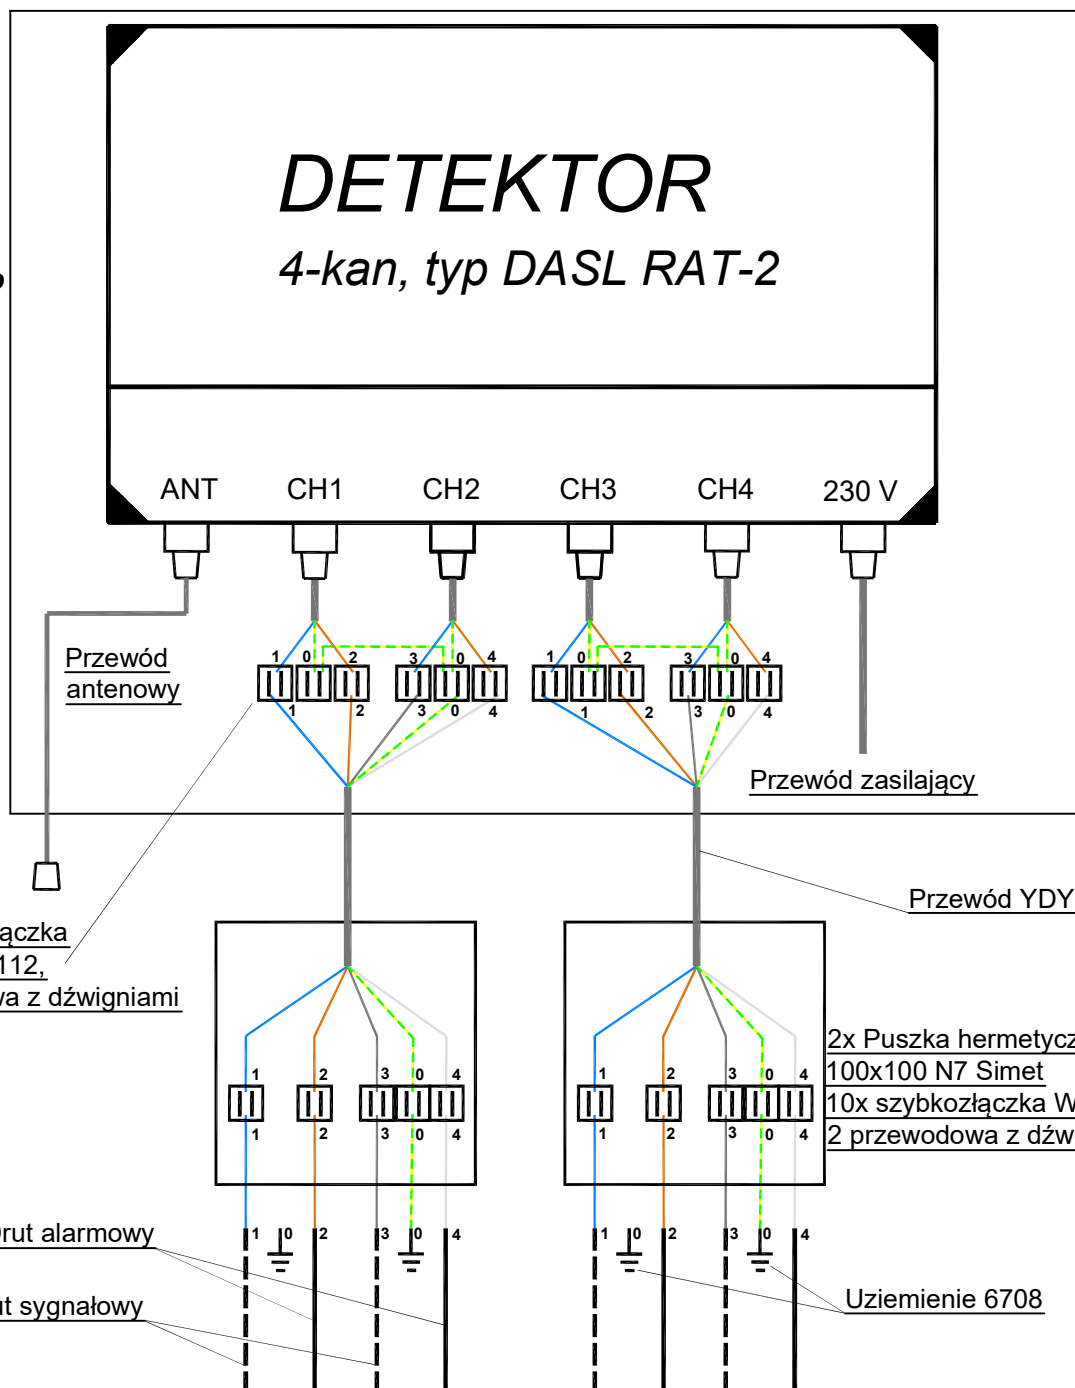 DETEKTOR
4-kan, typ DASL RAT-2
ANT CH1 CH2 CH3 CH4 230 V
1 0 2 3 0 4 1 0 2 3 0 4
Przewód
antenowy
1 2 3 0 4 1 2 3 0 4
Przewód zasilający
Przewód YDY
112,
z dźwigniami
2x Puszka
100x100 N7 Simet
10x szybkozłączka
2 przewodowa z
1 2 3 0 4 1 2 3 0 4
1 2 3 0 4 1 2 3 0 4
alarmowy
1 0 2 3 0 4 1 0 2 3 0 4
sygnałowy
Uziemienie 6708